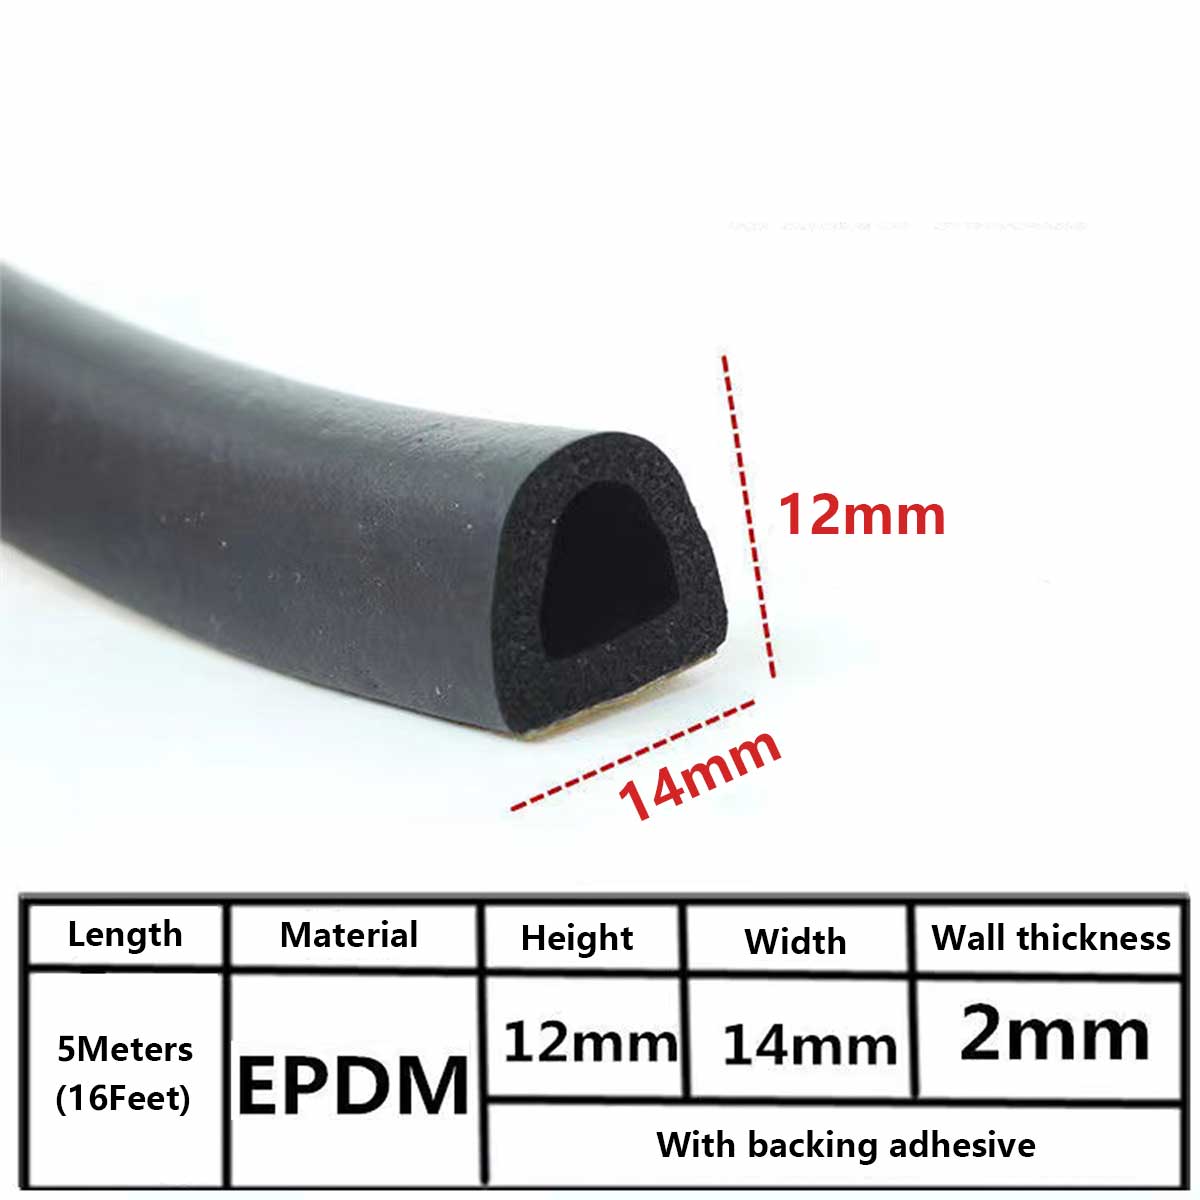 12mm
14mm
Length
Material
Height
Width
Wall thickness
5Meters
(16Feet)
EPDM
12mm
14mm
2mm
With backing adhesive